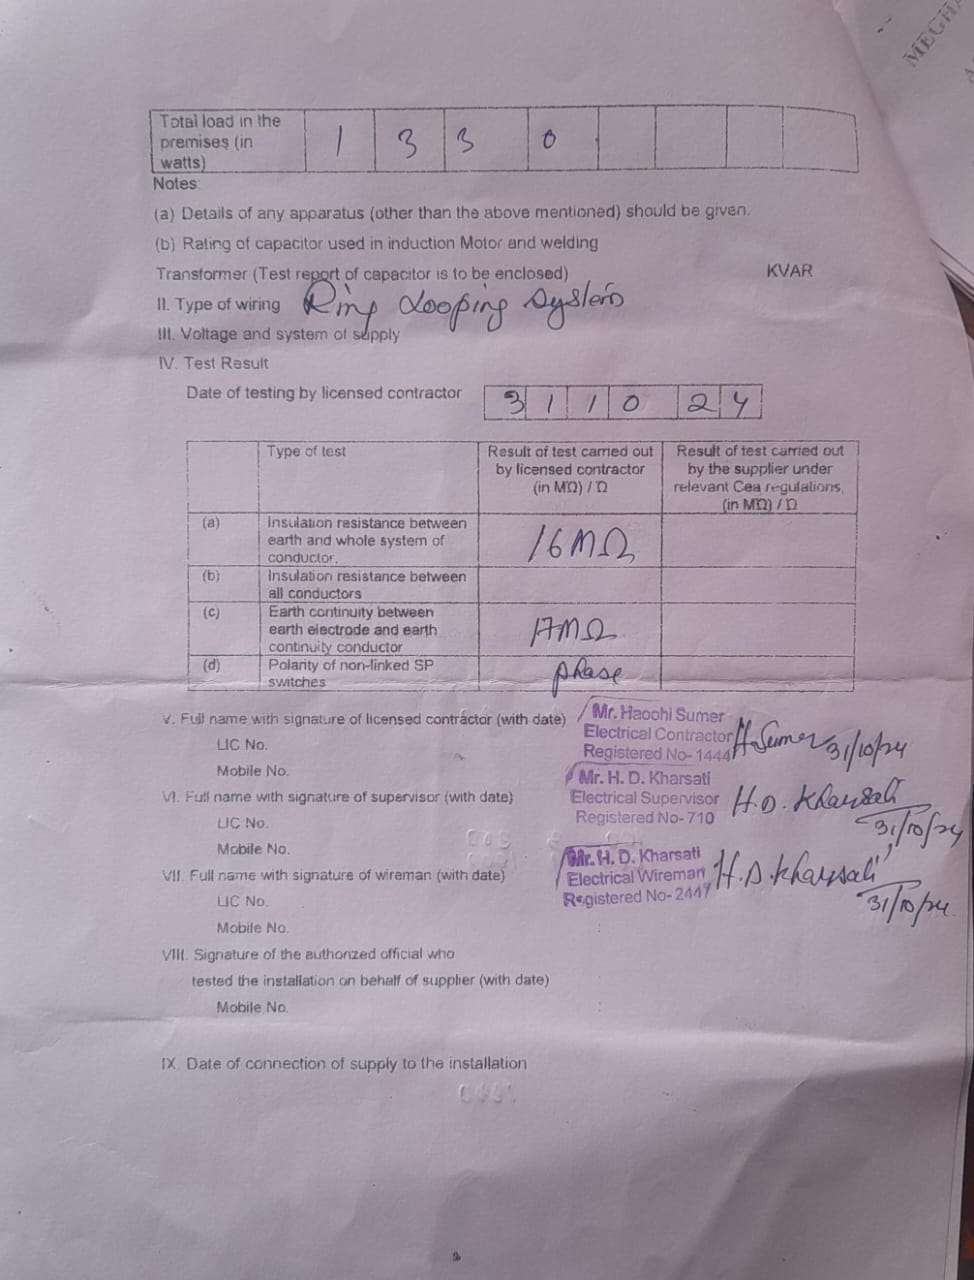 MEGHA
A
Total load in the premises (in watts) 1 3 3 0
Notes:
(a) Details of any apparatus (other than the above mentioned) should be given.
(b) Rating of capacitor used in induction Motor and welding
Transformer (Test report of capacitor is to be enclosed) KVAR
II. Type of wiring Ring Looping System
III. Voltage and system of supply
IV. Test Result
Date of testing by licensed contractor 3 1 1 0 2 4
Type of test
Result of test carried out by licensed contractor (in MΩ) / Ω
Result of test carried out by the supplier under relevant Cea regulations, (in MΩ) / Ω
(a) Insulation resistance between earth and whole system of conductor. 16MΩ
(b) Insulation resistance between all conductors
(c) Earth continuity between earth electrode and earth continuity conductor 17MΩ
(d) Polarity of non-linked SP switches phase
V. Full name with signature of licensed contractor (with date)
Mr. Haoohi Sumer
Electrical Contractor
Registered No- 1444
H. Sumer 31/10/24
LIC No.
Mobile No.
VI. Full name with signature of supervisor (with date)
Mr. H. D. Kharsati
Electrical Supervisor
Registered No- 710
H.D. Kharsati
31/10/24
LIC No.
Mobile No.
VII. Full name with signature of wireman (with date)
Mr. H. D. Kharsati
Electrical Wireman
Registered No- 2447
H.D. Kharsati
31/10/24
LIC No.
Mobile No.
VIII. Signature of the authorized official who
tested the installation on behalf of supplier (with date)
Mobile No.
IX. Date of connection of supply to the installation